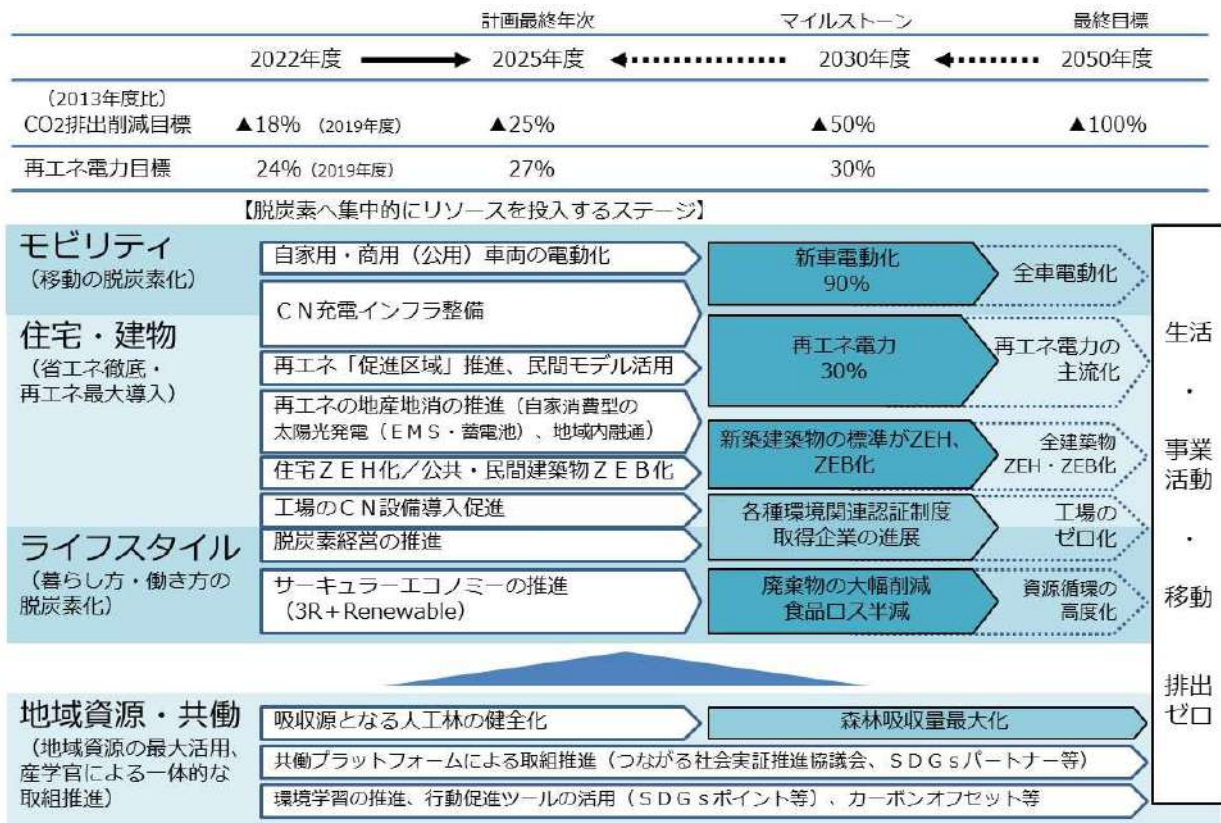 計画最終年次 マイルストーン 最終目標
2022年度 2025年度 2030年度 2050年度
（2013年度比）
CO2排出削減目標 ▲18% （2019年度） ▲25% ▲50% ▲100%
再エネ電力目標 24%（2019年度） 27% 30%
【脱炭素へ集中的にリソースを投入するステージ】
モビリティ
（移動の脱炭素化）
自家用・商用（公用）車両の電動化
新車電動化
90%
全車電動化
ＣＮ充電インフラ整備
住宅・建物
（省エネ徹底・
再エネ最大導入）
再エネ電力
30%
再エネ電力の
主流化
再エネ「促進区域」推進、民間モデル活用
再エネの地産地消の推進（自家消費型の
太陽光発電（ＥＭＳ・蓄電池）、地域内融通）
新築建築物の標準がZEH、
ZEB化
全建築物
ZEH・ZEB化
住宅ＺＥＨ化／公共・民間建築物ＺＥＢ化
工場のＣＮ設備導入促進
各種環境関連認証制度
取得企業の進展
工場の
ゼロ化
ライフスタイル
（暮らし方・働き方の
脱炭素化）
脱炭素経営の推進
サーキュラーエコノミーの推進
（3R+Renewable）
廃棄物の大幅削減
食品ロス半減
資源循環の
高度化
生活
・
事業
活動
・
移動
排出
ゼロ
地域資源・共働
（地域資源の最大活用、
産学官による一体的な
取組推進）
吸収源となる人工林の健全化
森林吸収量最大化
共働プラットフォームによる取組推進（つながる社会実証推進協議会、ＳＤＧｓパートナー等）
環境学習の推進、行動促進ツールの活用（ＳＤＧｓポイント等）、カーボンオフセット等